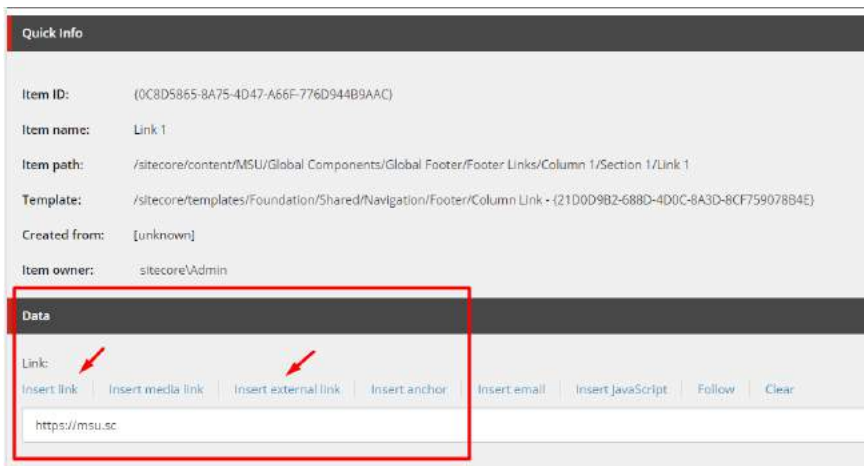 Quick Info
Item ID: {0C8D5865-8A75-4D47-A66F-776D944B9AAC}
Item name: Link 1
Item path: /sitecore/content/MSU/Global Components/Global Footer/Footer Links/Column 1/Section 1/Link 1
Template: /sitecore/templates/Foundation/Shared/Navigation/Footer/Column Link - {21D0D9B2-688D-4D0C-8A3D-8CF759078B4E}
Created from: [unknown]
Item owner: sitecore\Admin
Data
Link:
Insert link Insert media link Insert external link Insert anchor Insert email Insert JavaScript Follow Clear
https://msu.sc